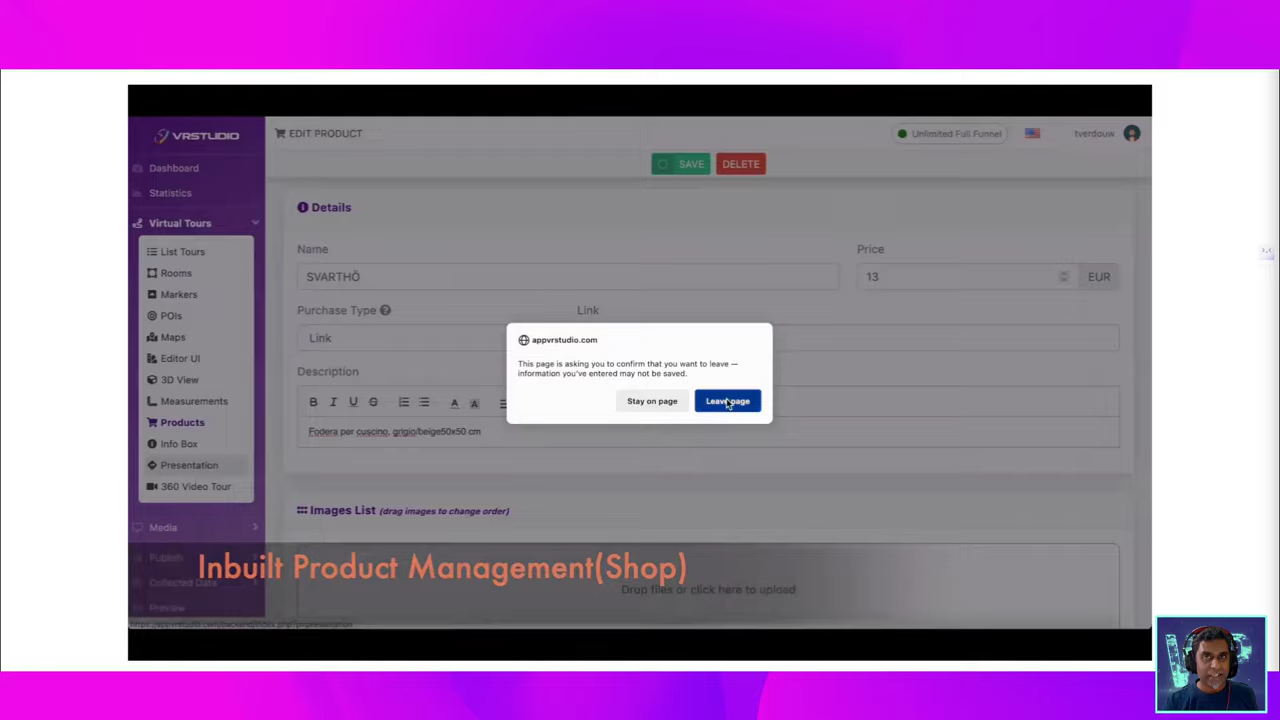 VRSTUDIO
EDIT PRODUCT
Unlimited Full Funnel
tverdouw
SAVE
DELETE
Dashboard
Statistics
Virtual Tours
List Tours
Rooms
Markers
POIs
Maps
Editor UI
3D View
Measurements
Products
Info Box
Presentation
360 Video Tour
Media
Publish
Collected Data
Preview
Details
Name
Price
SVARTHÖ
13
EUR
Purchase Type
Link
Link
Description
B I U S A A
Fodera per cuscino, grigio/beige50x50 cm
appvrstudio.com
This page is asking you to confirm that you want to leave —
information you've entered may not be saved.
Stay on page
Leave page
Images List (drag images to change order)
Drop files or click here to upload
Inbuilt Product Management(Shop)